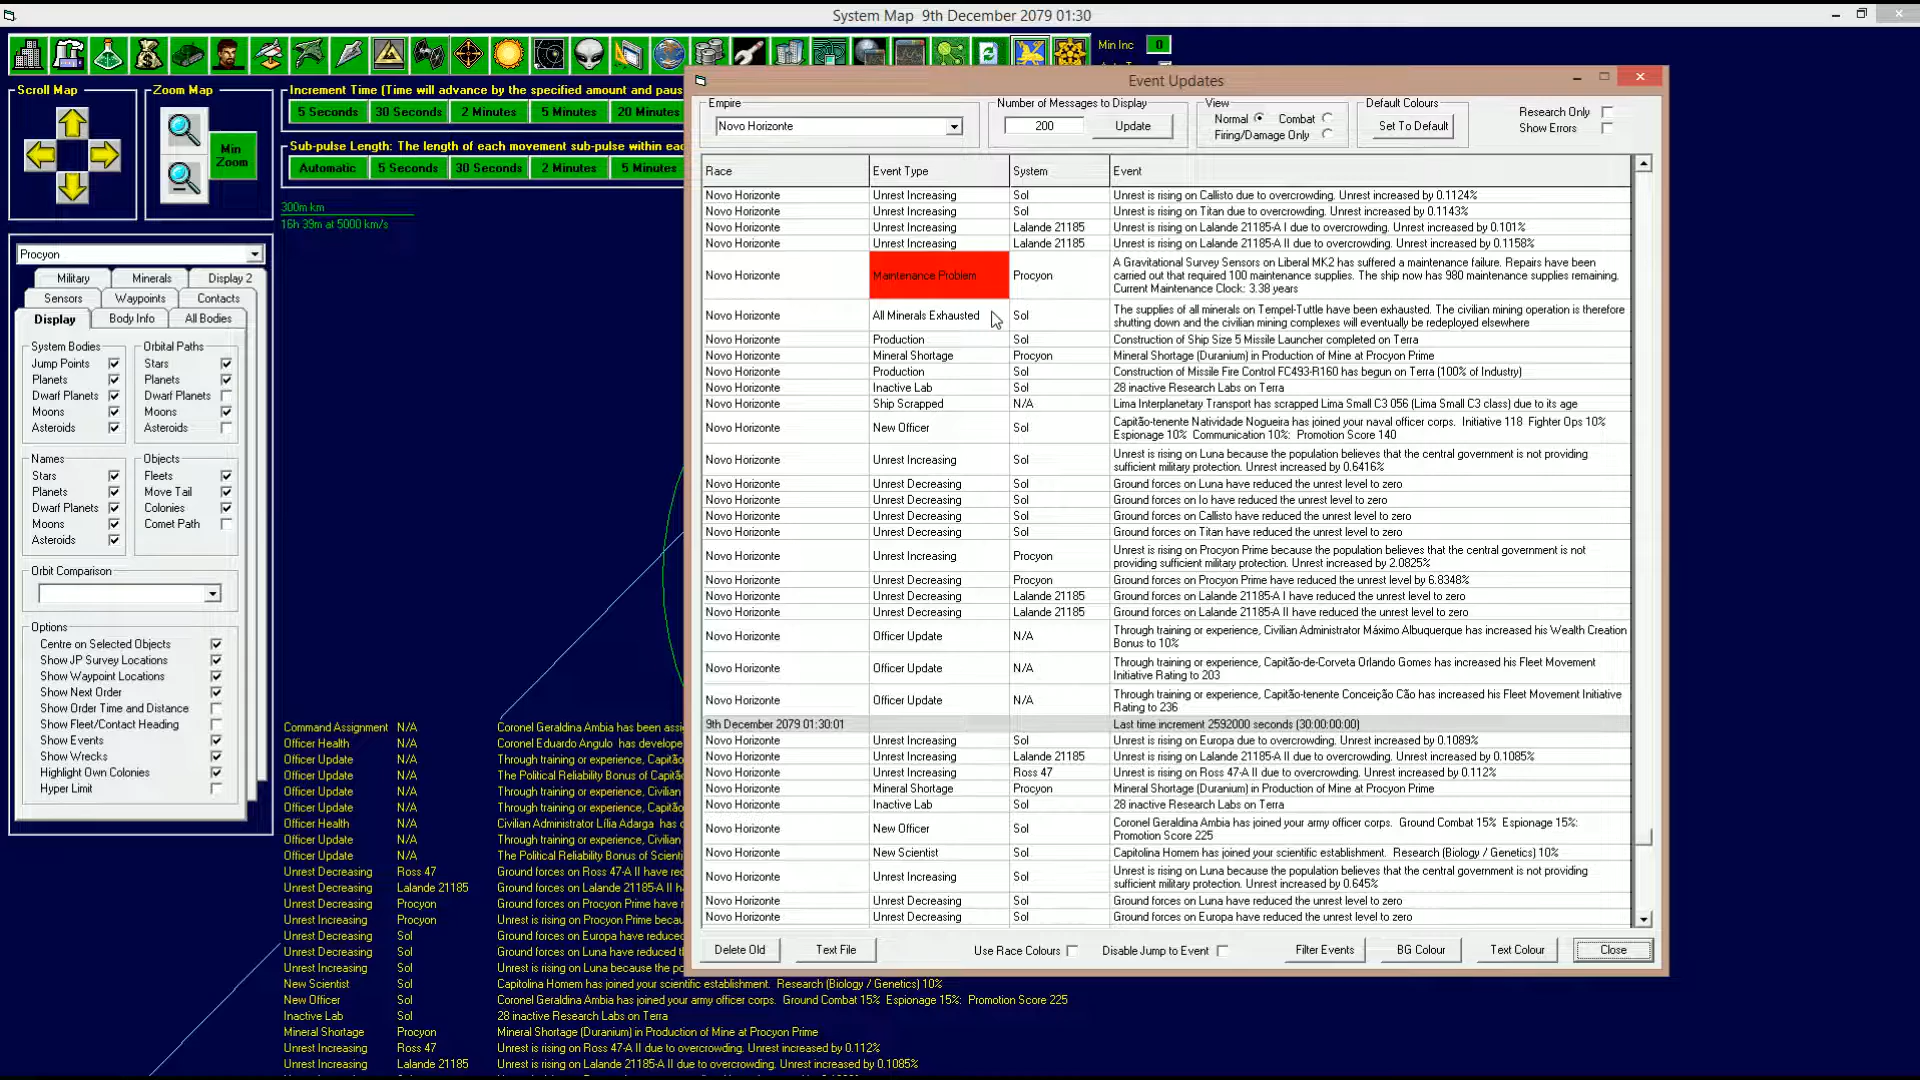 System Map  9th December 2079 01:30
Min Inc 0
Scroll Map
Zoom Map
Min Zoom
Increment Time (Time will advance by the specified amount and paus
5 Seconds 30 Seconds 2 Minutes 5 Minutes 20 Minutes
Sub-pulse Length: The length of each movement sub-pulse within eac
Automatic 5 Seconds 30 Seconds 2 Minutes 5 Minutes
300m km
16h 39m at 5000 km/s
Procyon
Military Minerals Display 2
Sensors Waypoints Contacts
Display Body Info All Bodies
System Bodies
Jump Points
Planets
Dwarf Planets
Moons
Asteroids
Orbital Paths
Stars
Planets
Dwarf Planets
Moons
Asteroids
Names
Stars
Planets
Dwarf Planets
Moons
Asteroids
Objects
Fleets
Move Tail
Colonies
Comet Path
Orbit Comparison
Options
Centre on Selected Objects
Show JP Survey Locations
Show Waypoint Locations
Show Next Order
Show Order Time and Distance
Show Fleet/Contact Heading
Show Events
Show Wrecks
Highlight Own Colonies
Hyper Limit
Event Updates
Empire
Novo Horizonte
Number of Messages to Display
200 Update
View
Normal Combat
Firing/Damage Only
Default Colours
Set To Default
Research Only
Show Errors
Race Event Type System Event
Novo Horizonte Unrest Increasing Sol Unrest is rising on Callisto due to overcrowding. Unrest increased by 0.1124%
Novo Horizonte Unrest Increasing Sol Unrest is rising on Titan due to overcrowding. Unrest increased by 0.1143%
Novo Horizonte Unrest Increasing Lalande 21185 Unrest is rising on Lalande 21185-A I due to overcrowding. Unrest increased by 0.101%
Novo Horizonte Unrest Increasing Lalande 21185 Unrest is rising on Lalande 21185-A II due to overcrowding. Unrest increased by 0.1158%
Novo Horizonte Maintenance Problem Procyon A Gravitational Survey Sensors on Liberal MK2 has suffered a maintenance failure. Repairs have been
carried out that required 100 maintenance supplies. The ship now has 980 maintenance supplies remaining.
Current Maintenance Clock: 3.38 years
Novo Horizonte All Minerals Exhausted Sol The supplies of all minerals on Tempel-Tuttle have been exhausted. The civilian mining operation is therefore
shutting down and the civilian mining complexes will eventually be redeployed elsewhere
Novo Horizonte Production Sol Construction of Ship Size 5 Missile Launcher completed on Terra
Novo Horizonte Mineral Shortage Procyon Mineral Shortage (Duranium) in Production of Mine at Procyon Prime
Novo Horizonte Production Sol Construction of Missile Fire Control FC493-R160 has begun on Terra (100% of Industry)
Novo Horizonte Inactive Lab Sol 28 inactive Research Labs on Terra
Novo Horizonte Ship Scrapped N/A Lima Interplanetary Transport has scrapped Lima Small C3 056 (Lima Small C3 class) due to its age
Novo Horizonte New Officer Sol Capitão-tenente Natividade Nogueira has joined your naval officer corps.  Initiative 118  Fighter Ops 10%
Espionage 10%  Communication 10%:  Promotion Score 140
Novo Horizonte Unrest Increasing Sol Unrest is rising on Luna because the population believes that the central government is not providing
sufficient military protection. Unrest increased by 0.6416%
Novo Horizonte Unrest Decreasing Sol Ground forces on Luna have reduced the unrest level to zero
Novo Horizonte Unrest Decreasing Sol Ground forces on Io have reduced the unrest level to zero
Novo Horizonte Unrest Decreasing Sol Ground forces on Callisto have reduced the unrest level to zero
Novo Horizonte Unrest Decreasing Sol Ground forces on Titan have reduced the unrest level to zero
Novo Horizonte Unrest Increasing Procyon Unrest is rising on Procyon Prime because the population believes that the central government is not
providing sufficient military protection. Unrest increased by 2.0825%
Novo Horizonte Unrest Decreasing Procyon Ground forces on Procyon Prime have reduced the unrest level by 6.8348%
Novo Horizonte Unrest Decreasing Lalande 21185 Ground forces on Lalande 21185-A I have reduced the unrest level to zero
Novo Horizonte Unrest Decreasing Lalande 21185 Ground forces on Lalande 21185-A II have reduced the unrest level to zero
Novo Horizonte Officer Update N/A Through training or experience, Civilian Administrator Máximo Albuquerque has increased his Wealth Creation
Bonus to 10%
Novo Horizonte Officer Update N/A Through training or experience, Capitão-de-Corveta Orlando Gomes has increased his Fleet Movement
Initiative Rating to 203
Novo Horizonte Officer Update N/A Through training or experience, Capitão-tenente Conceição Cão has increased his Fleet Movement Initiative
Rating to 236
9th December 2079 01:30:01 Last time increment 2592000 seconds (30:00:00:00)
Novo Horizonte Unrest Increasing Sol Unrest is rising on Europa due to overcrowding. Unrest increased by 0.1089%
Novo Horizonte Unrest Increasing Lalande 21185 Unrest is rising on Lalande 21185-A II due to overcrowding. Unrest increased by 0.1085%
Novo Horizonte Unrest Increasing Ross 47 Unrest is rising on Ross 47-A II due to overcrowding. Unrest increased by 0.112%
Novo Horizonte Mineral Shortage Procyon Mineral Shortage (Duranium) in Production of Mine at Procyon Prime
Novo Horizonte Inactive Lab Sol 28 inactive Research Labs on Terra
Novo Horizonte New Officer Sol Coronel Geraldina Ambia has joined your army officer corps.  Ground Combat 15%  Espionage 15%:
Promotion Score 225
Novo Horizonte New Scientist Sol Capitolina Homem has joined your scientific establishment.  Research (Biology / Genetics) 10%
Novo Horizonte Unrest Increasing Sol Unrest is rising on Luna because the population believes that the central government is not providing
sufficient military protection. Unrest increased by 0.645%
Novo Horizonte Unrest Decreasing Sol Ground forces on Luna have reduced the unrest level to zero
Novo Horizonte Unrest Decreasing Sol Ground forces on Europa have reduced the unrest level to zero
Delete Old Text File Use Race Colours Disable Jump to Event Filter Events BG Colour Text Colour Close
Command Assignment N/A Coronel Geraldina Ambia has been assi
Officer Health N/A Coronel Eduardo Angulo  has develope
Officer Update N/A Through training or experience, Capitã
Officer Update N/A The Political Reliability Bonus of Capitã
Officer Update N/A Through training or experience, Civilian
Officer Update N/A Through training or experience, Capitão
Officer Health N/A Civilian Administrator Lília Adarga  has
Officer Update N/A Through training or experience, Civilian
Officer Update N/A The Political Reliability Bonus of Scienti
Unrest Decreasing Ross 47 Ground forces on Ross 47-A II have rec
Unrest Decreasing Lalande 21185 Ground forces on Lalande 21185-A II h
Unrest Decreasing Procyon Ground forces on Procyon Prime have
Unrest Increasing Procyon Unrest is rising on Procyon Prime becau
Unrest Decreasing Sol Ground forces on Europa have reduced
Unrest Decreasing Sol Ground forces on Luna have reduced
Unrest Increasing Sol Unrest is rising on Luna because the po
New Scientist Sol Capitolina Homem has joined your scientific establishment.  Research (Biology / Genetics) 10%
New Officer Sol Coronel Geraldina Ambia has joined your army officer corps.  Ground Combat 15%  Espionage 15%:  Promotion Score 225
Inactive Lab Sol 28 inactive Research Labs on Terra
Mineral Shortage Procyon Mineral Shortage (Duranium) in Production of Mine at Procyon Prime
Unrest Increasing Ross 47 Unrest is rising on Ross 47-A II due to overcrowding. Unrest increased by 0.112%
Unrest Increasing Lalande 21185 Unrest is rising on Lalande 21185-A II due to overcrowding. Unrest increased by 0.1085%